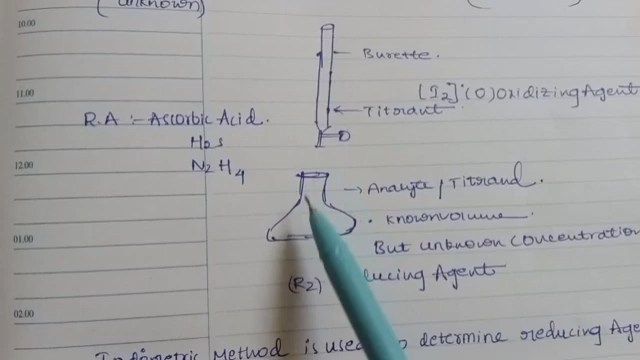 (unknown)
10.00
Burette.
11.00
[I2] (O) Oxidizing Agent
Titrant
R.A :- Ascorbic Acid.
H2S
12.00
N2H4
Analyte / Titrand.
• Known volume
01.00
But unknown concentration
(R2) ducing Agent
02.00
Method is used to determine reducing Age